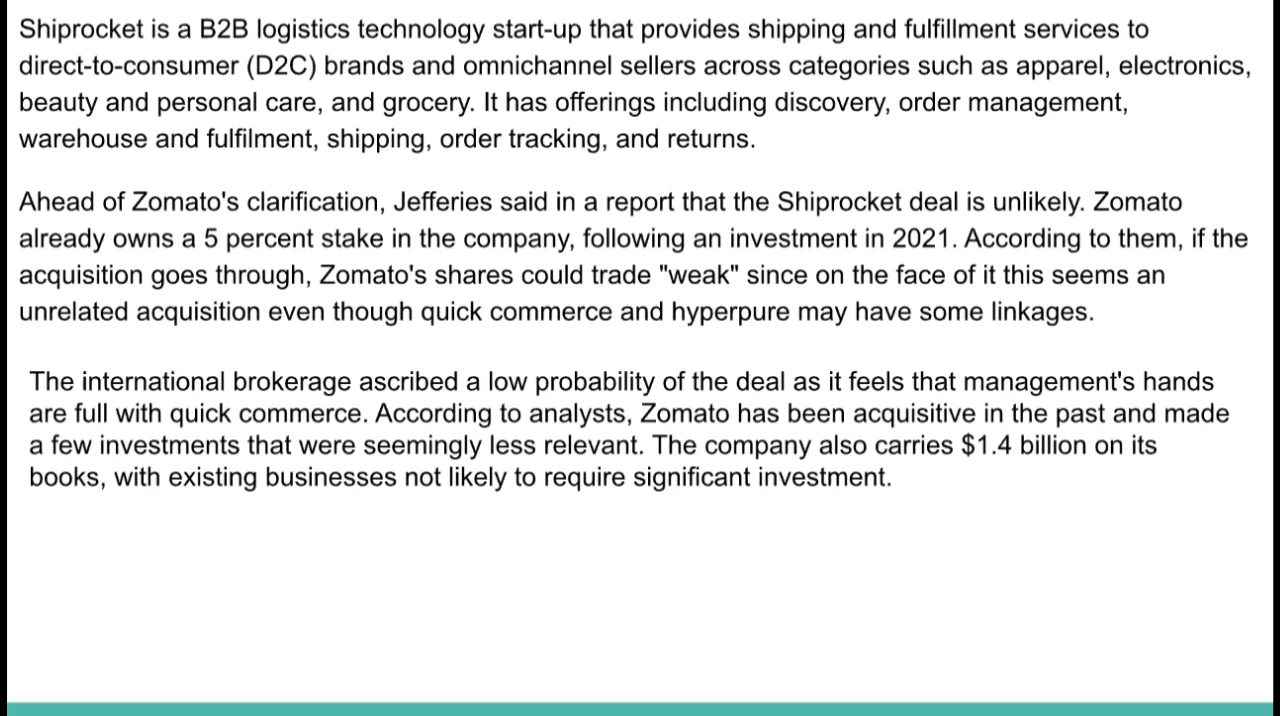 Shiprocket is a B2B logistics technology start-up that provides shipping and fulfillment services to
direct-to-consumer (D2C) brands and omnichannel sellers across categories such as apparel, electronics,
beauty and personal care, and grocery. It has offerings including discovery, order management,
warehouse and fulfilment, shipping, order tracking, and returns.
Ahead of Zomato's clarification, Jefferies said in a report that the Shiprocket deal is unlikely. Zomato
already owns a 5 percent stake in the company, following an investment in 2021. According to them, if the
acquisition goes through, Zomato's shares could trade "weak" since on the face of it this seems an
unrelated acquisition even though quick commerce and hyperpure may have some linkages.
The international brokerage ascribed a low probability of the deal as it feels that management's hands
are full with quick commerce. According to analysts, Zomato has been acquisitive in the past and made
a few investments that were seemingly less relevant. The company also carries $1.4 billion on its
books, with existing businesses not likely to require significant investment.